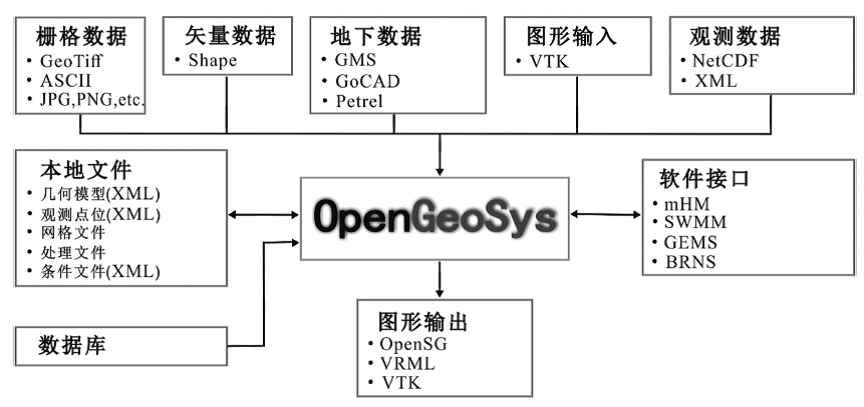 栅格数据
• GeoTiff
• ASCII
• JPG,PNG,etc.
矢量数据
• Shape
地下数据
• GMS
• GoCAD
• Petrel
图形输入
• VTK
观测数据
• NetCDF
• XML
本地文件
• 几何模型(XML)
• 观测点位(XML)
• 网格文件
• 处理文件
• 条件文件(XML)
OpenGeoSys
软件接口
• mHM
• SWMM
• GEMS
• BRNS
数据库
图形输出
• OpenSG
• VRML
• VTK